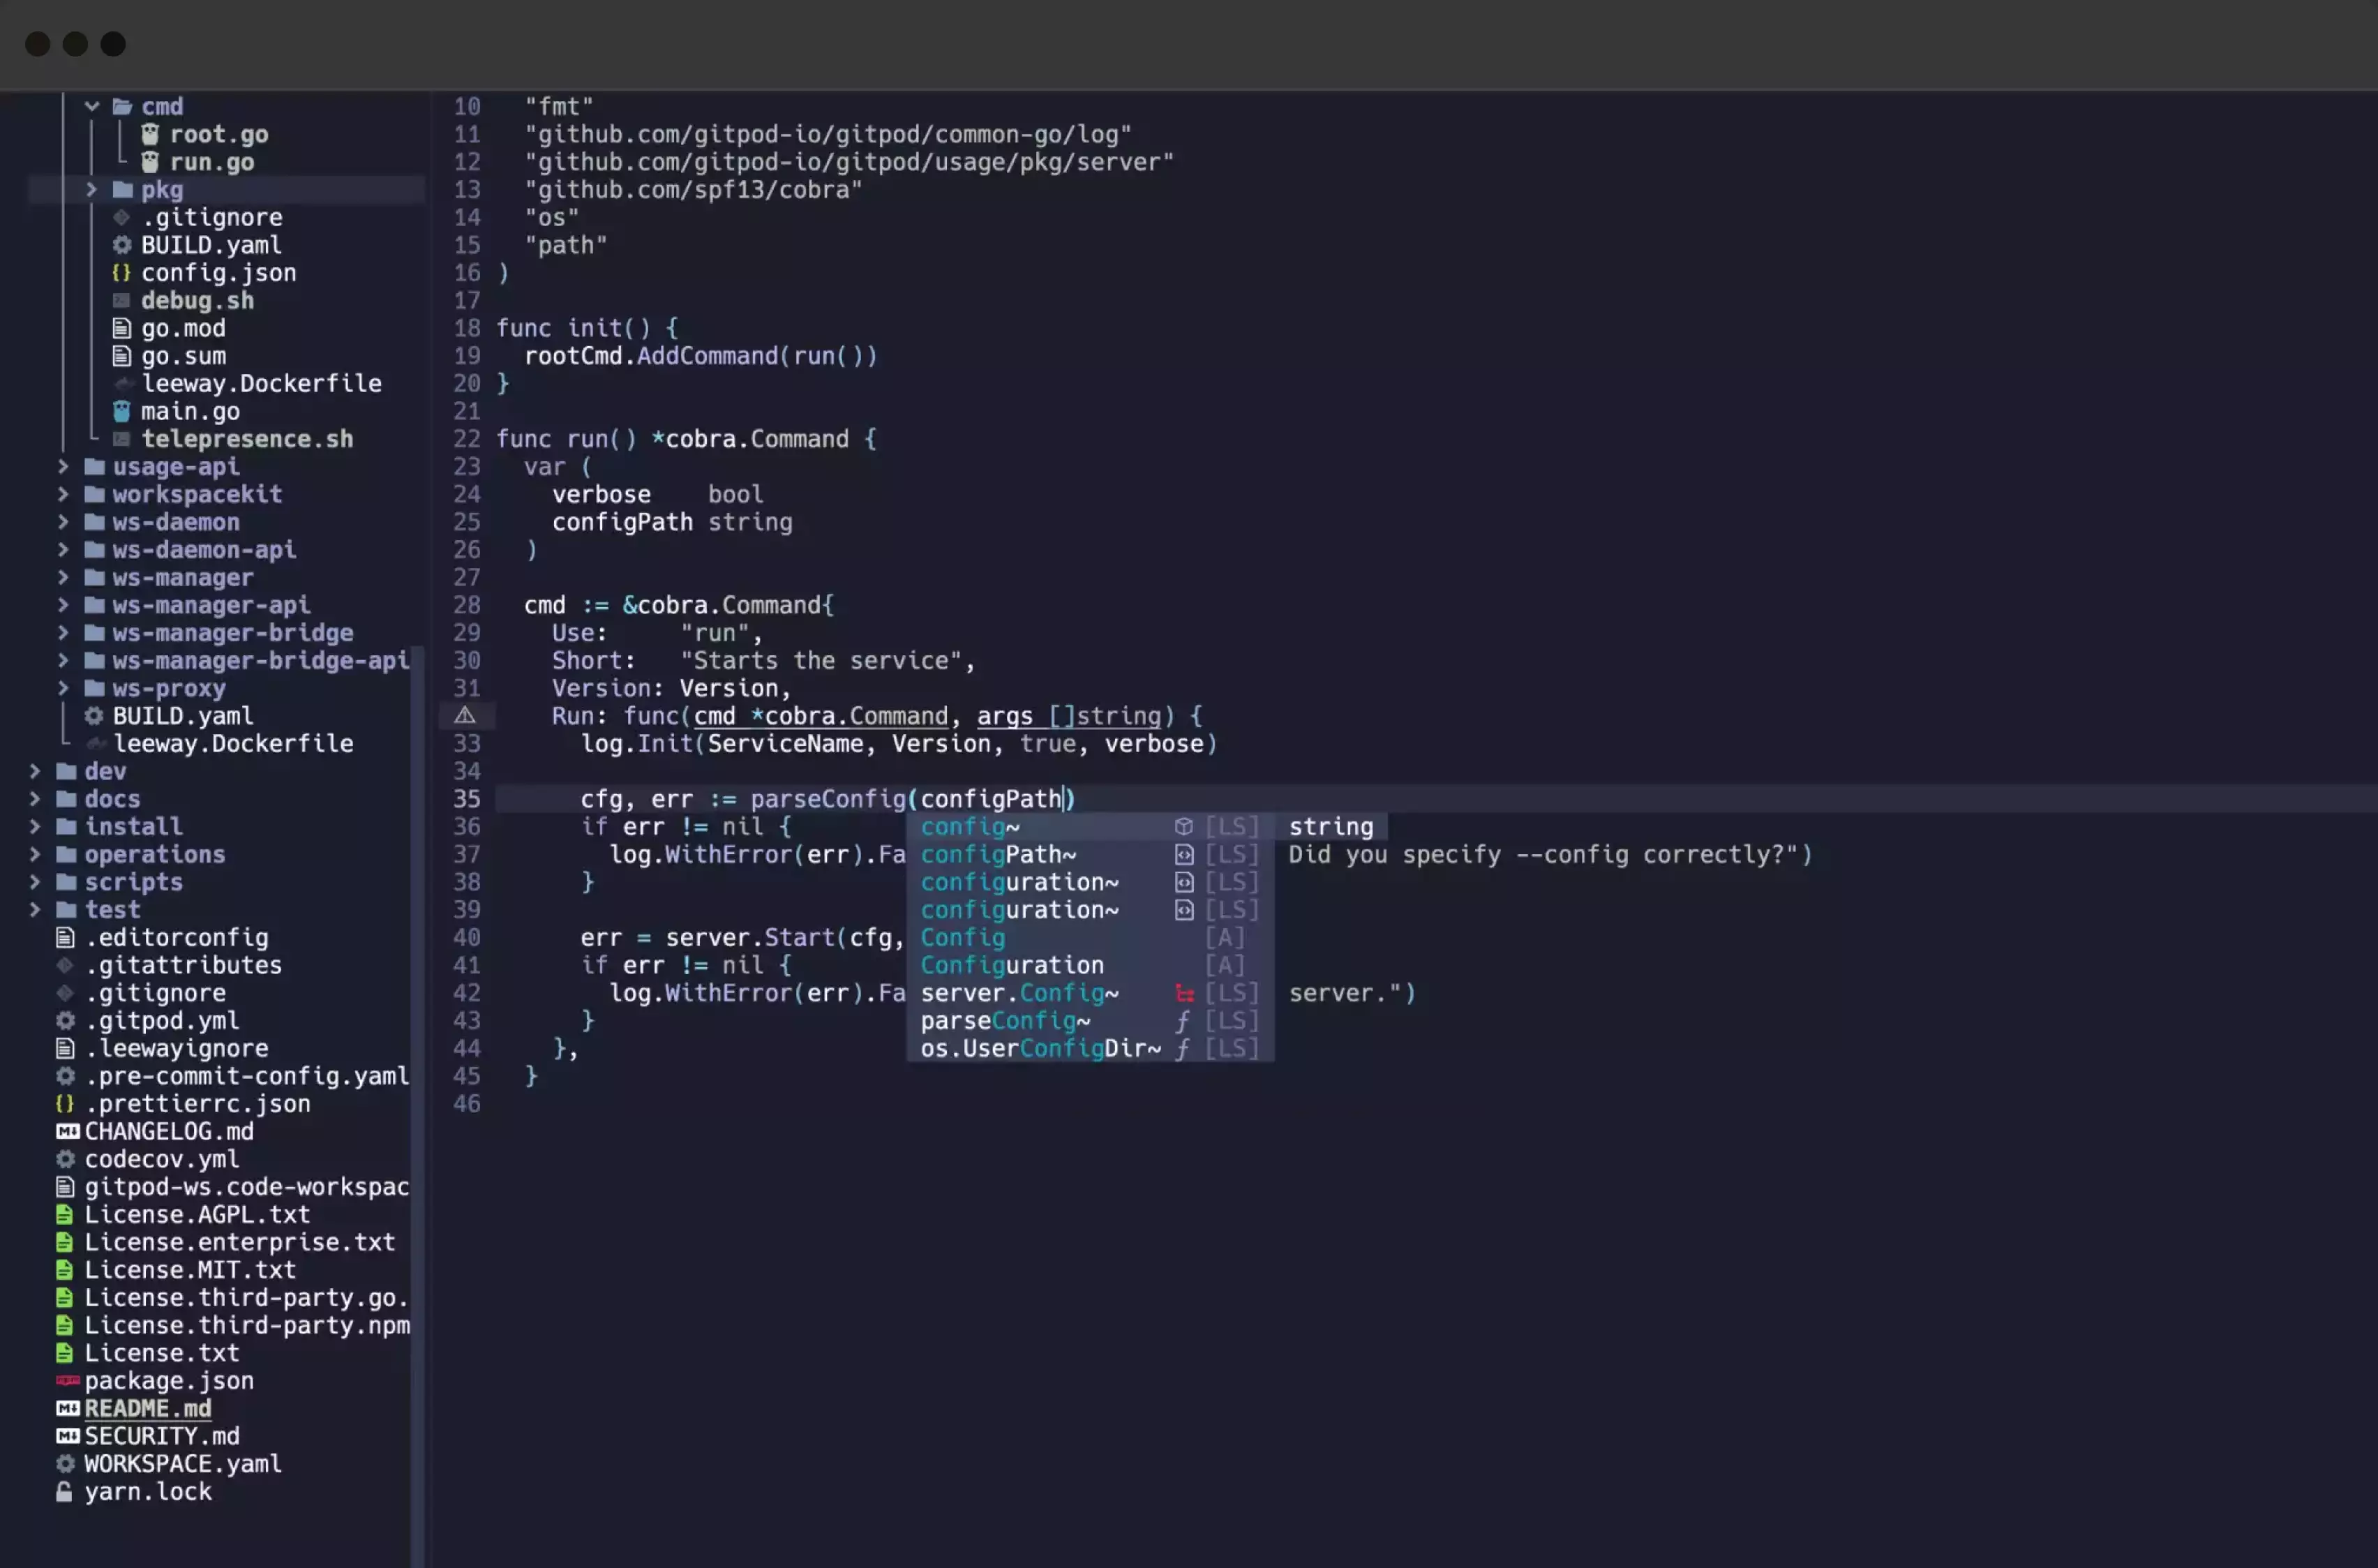 cmd
root.go
run.go
pkg
.gitignore
BUILD.yaml
config.json
debug.sh
go.mod
go.sum
leeway.Dockerfile
main.go
telepresence.sh
usage-api
workspacekit
ws-daemon
ws-daemon-api
ws-manager
ws-manager-api
ws-manager-bridge
ws-manager-bridge-api
ws-proxy
BUILD.yaml
leeway.Dockerfile
dev
docs
install
operations
scripts
test
.editorconfig
.gitattributes
.gitignore
.gitpod.yml
.leewayignore
.pre-commit-config.yaml
.prettierrc.json
CHANGELOG.md
codecov.yml
gitpod-ws.code-workspac
License.AGPL.txt
License.enterprise.txt
License.MIT.txt
License.third-party.go.
License.third-party.npm
License.txt
package.json
README.md
SECURITY.md
WORKSPACE.yaml
yarn.lock
10 "fmt"
11 "github.com/gitpod-io/gitpod/common-go/log"
12 "github.com/gitpod-io/gitpod/usage/pkg/server"
13 "github.com/spf13/cobra"
14 "os"
15 "path"
16 )
17
18 func init() {
19 rootCmd.AddCommand(run())
20 }
21
22 func run() *cobra.Command {
23 var (
24 verbose bool
25 configPath string
26 )
27
28 cmd := &cobra.Command{
29 Use: "run",
30 Short: "Starts the service",
31 Version: Version,
Run: func(cmd *cobra.Command, args []string) {
33 log.Init(ServiceName, Version, true, verbose)
34
35 cfg, err := parseConfig(configPath)
36 if err != nil {
37 log.WithError(err).Fa
38 }
39
40 err = server.Start(cfg,
41 if err != nil {
42 log.WithError(err).Fa
43 }
44 },
45 }
46
config~ [LS] string
configPath~ [LS] Did you specify --config correctly?")
configuration~ [LS]
configuration~ [LS]
Config [A]
Configuration [A]
server.Config~ [LS] server.")
parseConfig~ f [LS]
os.UserConfigDir~ f [LS]